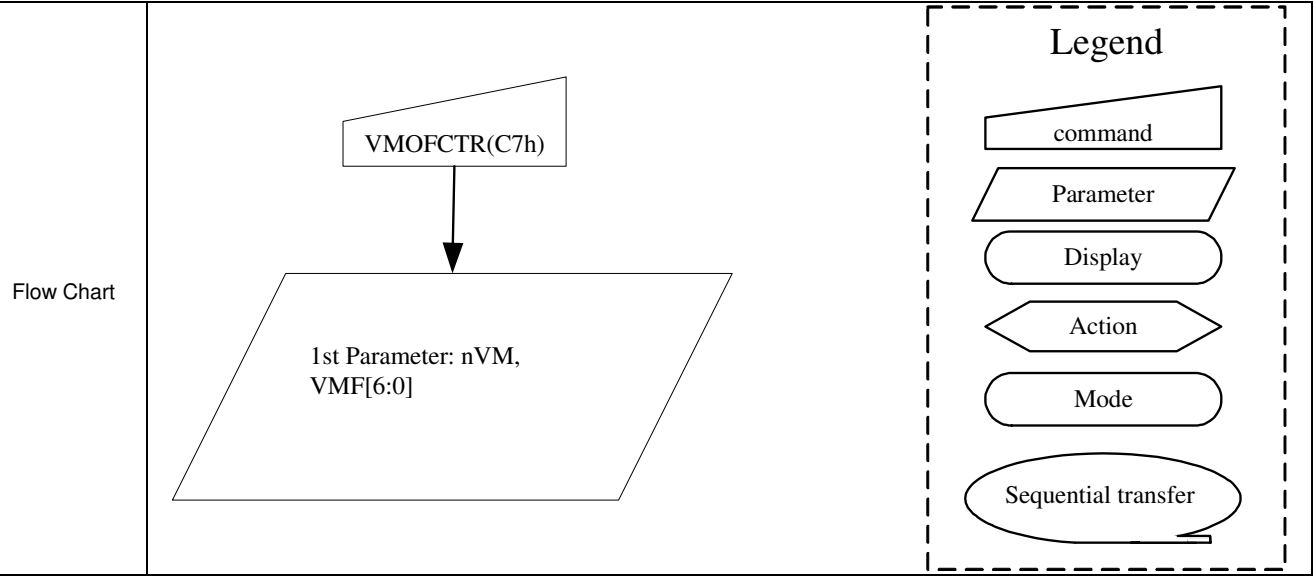 Flow Chart
VMOFCTR(C7h)
1st Parameter: nVM,
VMF[6:0]
Legend
command
Parameter
Display
Action
Mode
Sequential transfer